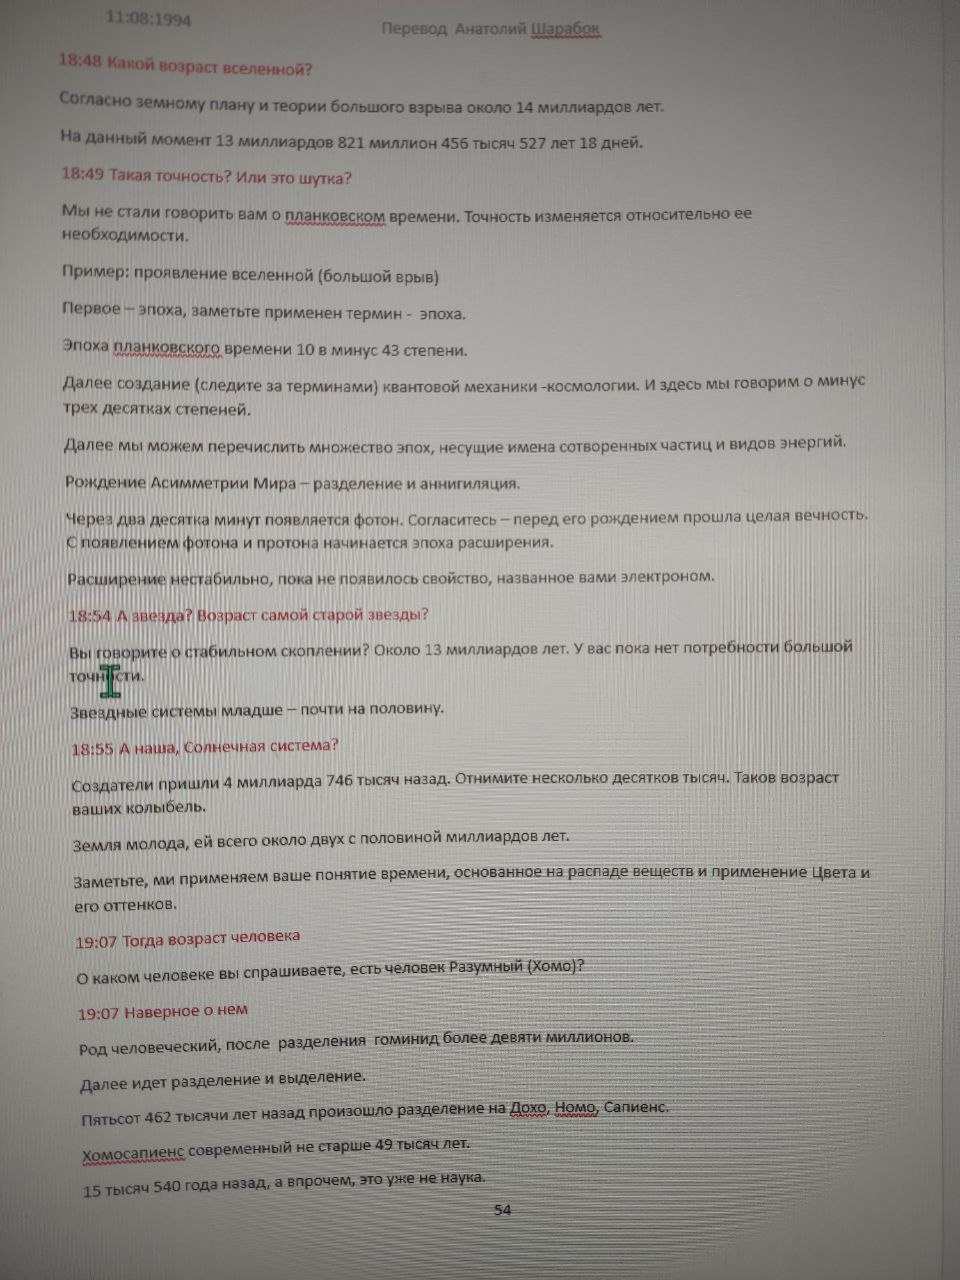 11:08:1994
Перевод Анатолий Шарабок
18:48 Какой возраст вселенной?
Согласно земному плану и теории большого взрыва около 14 миллиардов лет.
На данный момент 13 миллиардов 821 миллион 456 тысяч 527 лет 18 дней.
18:49 Такая точность? Или это шутка?
Мы не стали говорить вам о планковском времени. Точность изменяется относительно ее
необходимости.
Пример: проявление вселенной (большой врыв)
Первое – эпоха, заметьте применен термин - эпоха.
Эпоха планковского времени 10 в минус 43 степени.
Далее создание (следите за терминами) квантовой механики -космологии. И здесь мы говорим о минус
трех десятках степеней.
Далее мы можем перечислить множество эпох, несущие имена сотворенных частиц и видов энергий.
Рождение Асимметрии Мира – разделение и аннигиляция.
Через два десятка минут появляется фотон. Согласитесь – перед его рождением прошла целая вечность.
С появлением фотона и протона начинается эпоха расширения.
Расширение нестабильно, пока не появилось свойство, названное вами электроном.
18:54 А звезда? Возраст самой старой звезды?
Вы говорите о стабильном скоплении? Около 13 миллиардов лет. У вас пока нет потребности большой
точности.
Звездные системы младше – почти на половину.
18:55 А наша, Солнечная система?
Создатели пришли 4 миллиарда 746 тысяч назад. Отнимите несколько десятков тысяч. Таков возраст
ваших колыбель.
Земля молода, ей всего около двух с половиной миллиардов лет.
Заметьте, ми применяем ваше понятие времени, основанное на распаде веществ и применение Цвета и
его оттенков.
19:07 Тогда возраст человека
О каком человеке вы спрашиваете, есть человек Разумный (Хомо)?
19:07 Наверное о нем
Род человеческий, после разделения гоминид более девяти миллионов.
Далее идет разделение и выделение.
Пятьсот 462 тысячи лет назад произошло разделение на Дохо, Номо, Сапиенс.
Хомосапиенс современный не старше 49 тысяч лет.
15 тысяч 540 года назад, а впрочем, это уже не наука.
54